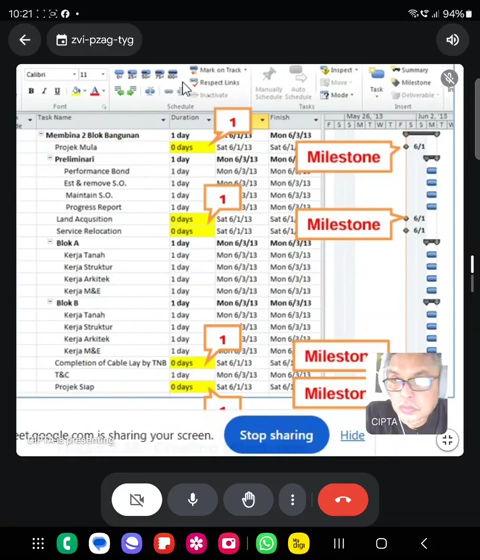 10:21
94%
zvi-pzag-tyg
Calibri 11
Mark on Track
Respect Links
Inactivate
Manually Schedule
Auto Schedule
Inspect
Move
Mode
Task
Summary
Milestone
Deliverable
B I U A
Font
Schedule
Tasks
Insert
Task Name Duration Finish May 26, '13 Jun 2, '13
F S S M T W T F S S M T
Membina 2 Blok Bangunan 1 day Sat 6/1/13 Mon 6/3/13
Projek Mula 0 days Sat 6/1/13 Sat 6/1/13 6/1
Preliminari 1 day Mon 6/3/13 Mon 6/3/13
Performance Bond 1 day Mon 6/3/13 Mon 6/3/13
Est & remove S.O. 1 day Mon 6/3/13 Mon 6/3/13
Maintain S.O. 1 day Mon 6/3/13 Mon 6/3/13
Progress Report 1 day Mon 6/3/13
Land Acqusition 0 days Sat 6/1/13 Sat 6/1 6/1
Service Relocation 0 days Sat 6/1/13 Sat 6/1 6/1
Blok A 1 day Mon 6/3/13 Mon 6/3/13
Kerja Tanah 1 day Mon 6/3/13 Mon 6/3/13
Kerja Struktur 1 day Mon 6/3/13 Mon 6/3/13
Kerja Arkitek 1 day Mon 6/3/13 Mon 6/3/13
Kerja M&E 1 day Mon 6/3/13 Mon 6/3/13
Blok B 1 day Mon 6/3/13 Mon 6/3/13
Kerja Tanah 1 day Mon 6/3/13 Mon 6/3/13
Kerja Struktur 1 day Mon 6/3/13
Kerja Arkitek 1 day Mon 6/3/13
Kerja M&E 1 day Mon 6/3/13
Completion of Cable Lay by TNB 0 days Sat 6/1/13
T&C 1 day Mon 6/3/13 Mon 6/3/13
Projek Siap 0 days Sat 6/1/13
1
Milestone
1
Milestone
1
Mileston
Mileston
1
CIPTA
eet.google.com is sharing your screen.
Stop sharing
Hide
CIPTA is presenting
My
digi